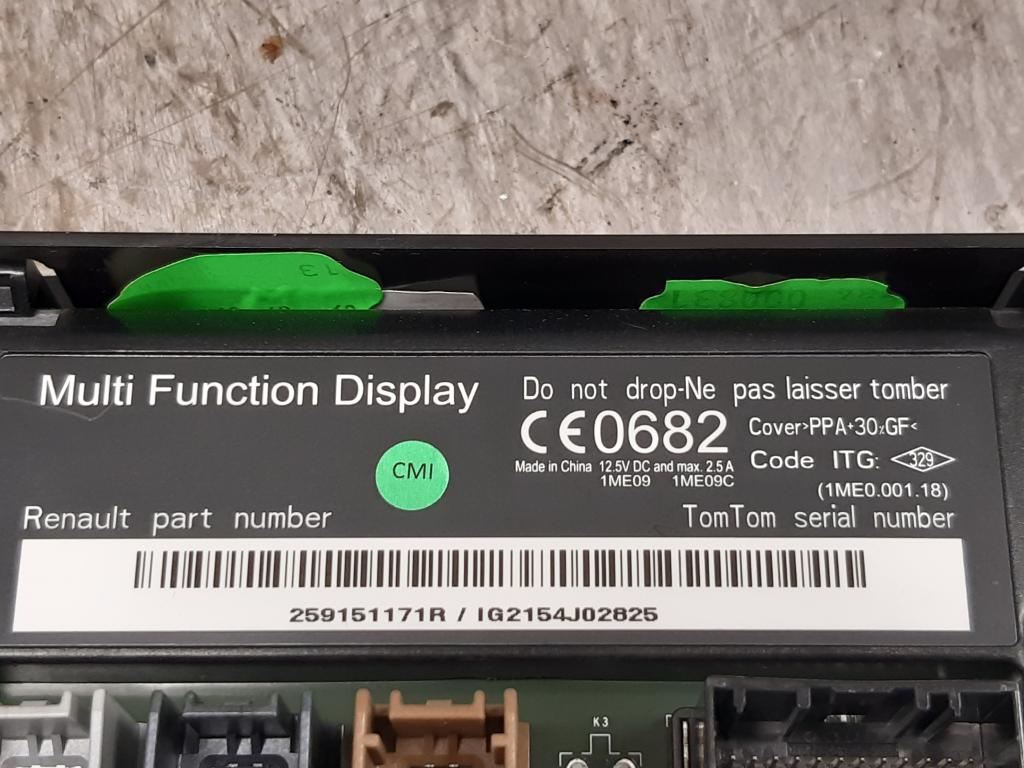 Multi Function Display
Do not drop-Ne pas laisser tomber
CE0682
Cover>PPA+30%GF<
Made in China 12.5V DC and max. 2.5 A
1ME09 1ME09C
Code ITG: 329
(1ME0.001.18)
CMI
Renault part number
TomTom serial number
259151171R / IG2154J02825
K3